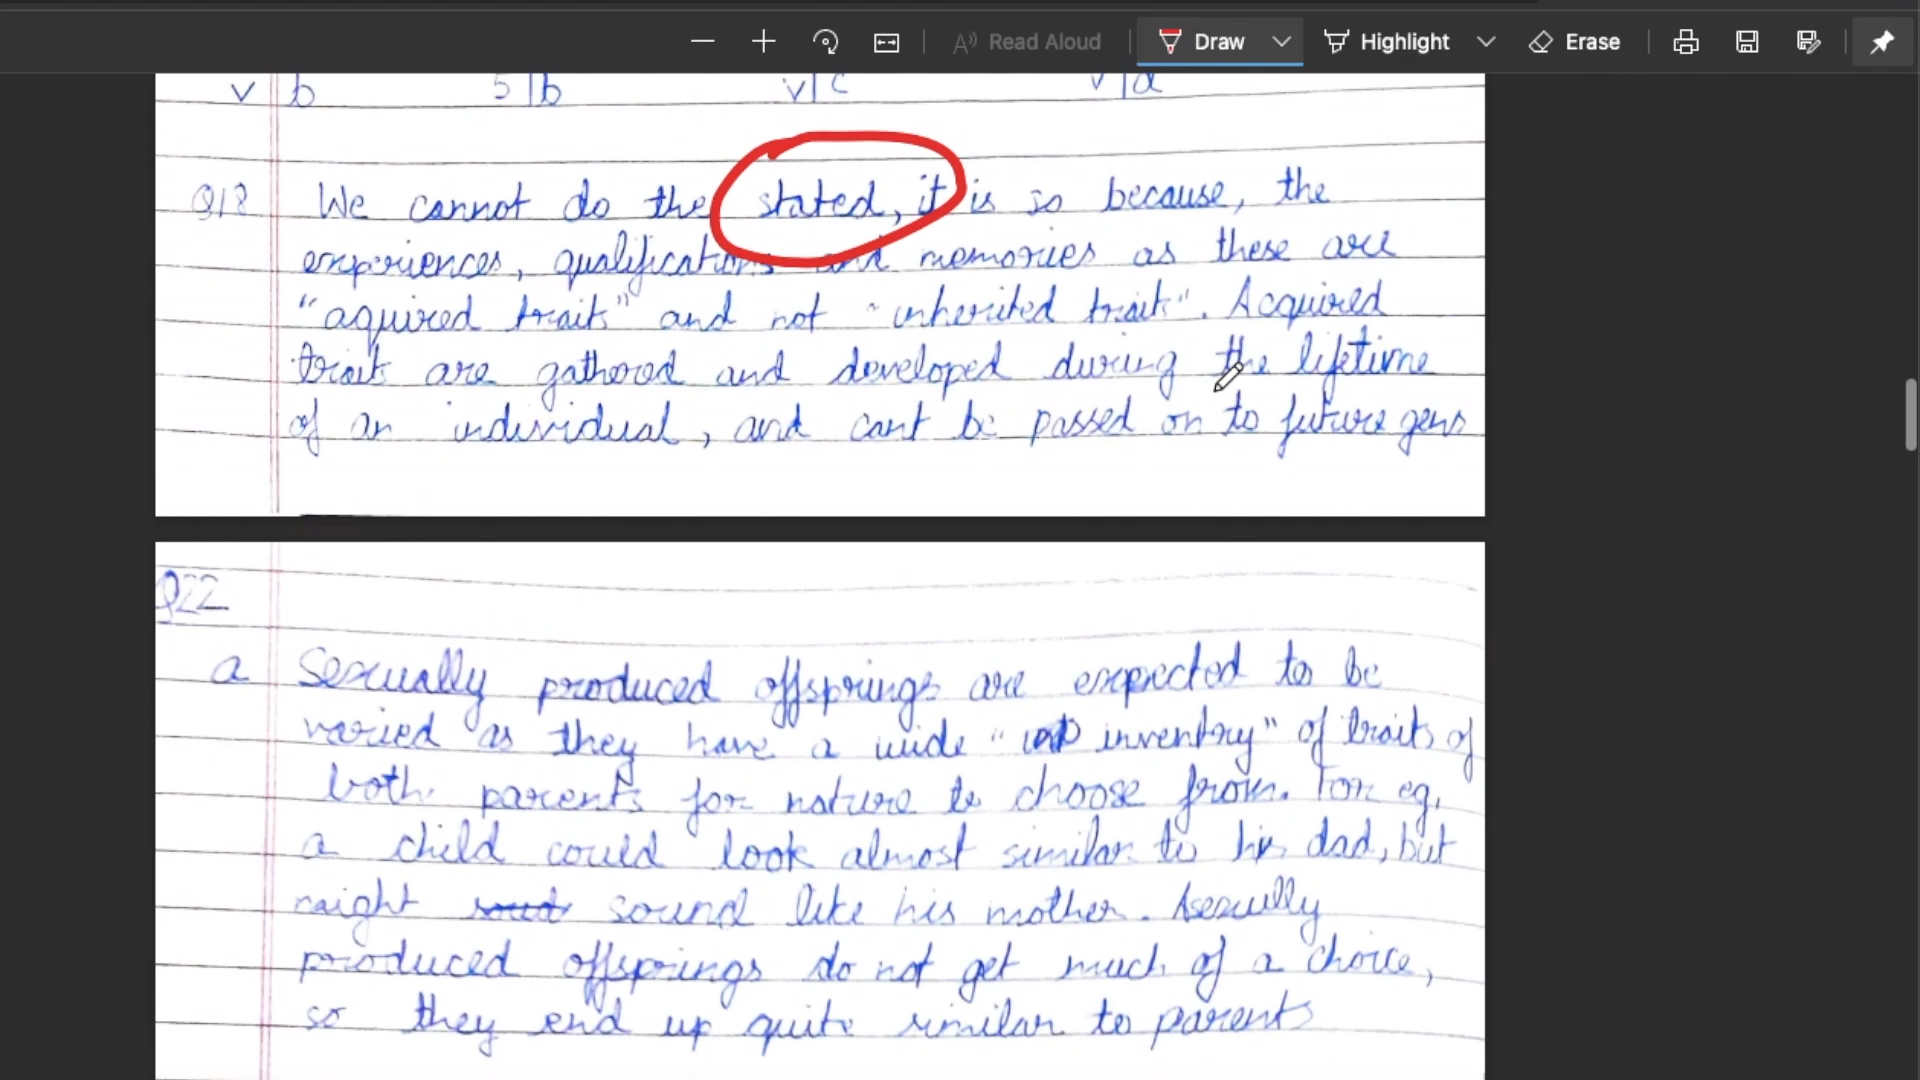 Read Aloud Draw Highlight Erase
v b 5 b v c v a
Q18 We cannot do the stated, it is so because, the
experiences, qualifications and memories as these are
"aquired traits" and not "inherited traits". Acquired
traits are gathered and developed during the lifetime
of an individual, and cant be passed on to future gens
Q22
a Sexually produced offsprings are expected to be
varied as they have a wide " inventory" of traits of
both parents for nature to choose from. For eg,
a child could look almost similar to his dad, but
might sound like his mother. Asexully
produced offsprings do not get much of a choice,
so they end up quite similar to parents